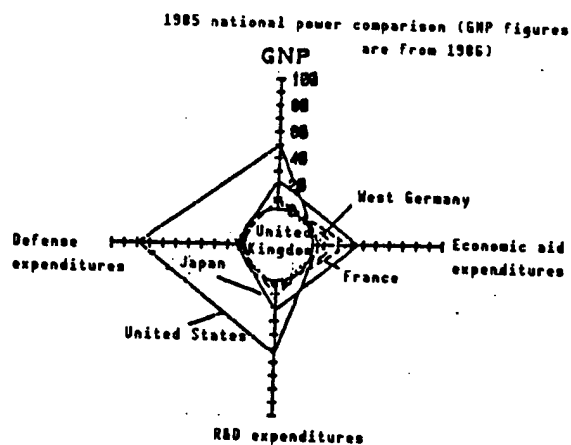 1985 national power comparison (GNP figures
are from 1986)
GNP
100
80
60
40
20
West Germany
United
Kingdom
Defense
expenditures
Economic aid
expenditures
Japan
France
United States
R&D expenditures